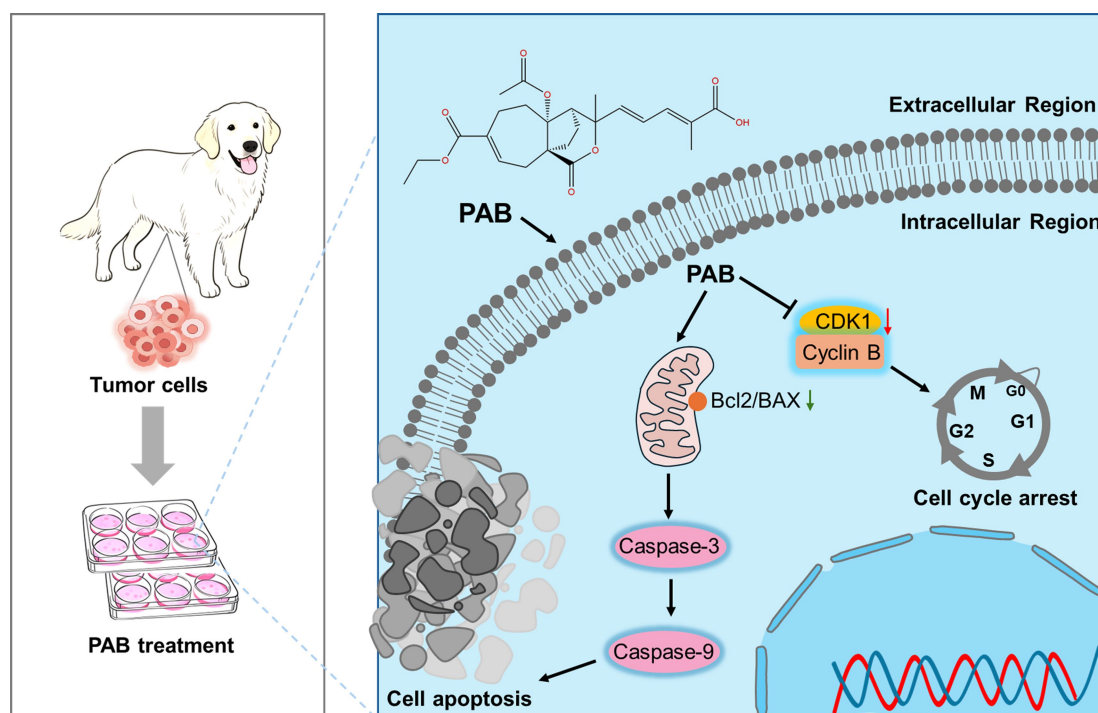 Tumor cells
PAB treatment
O
O
O
O
O
O
O
OH
Extracellular Region
Intracellular Region
PAB
PAB
CDK1
Cyclin B
Bcl2/BAX
M
G0
G1
G2
S
Cell cycle arrest
Caspase-3
Caspase-9
Cell apoptosis